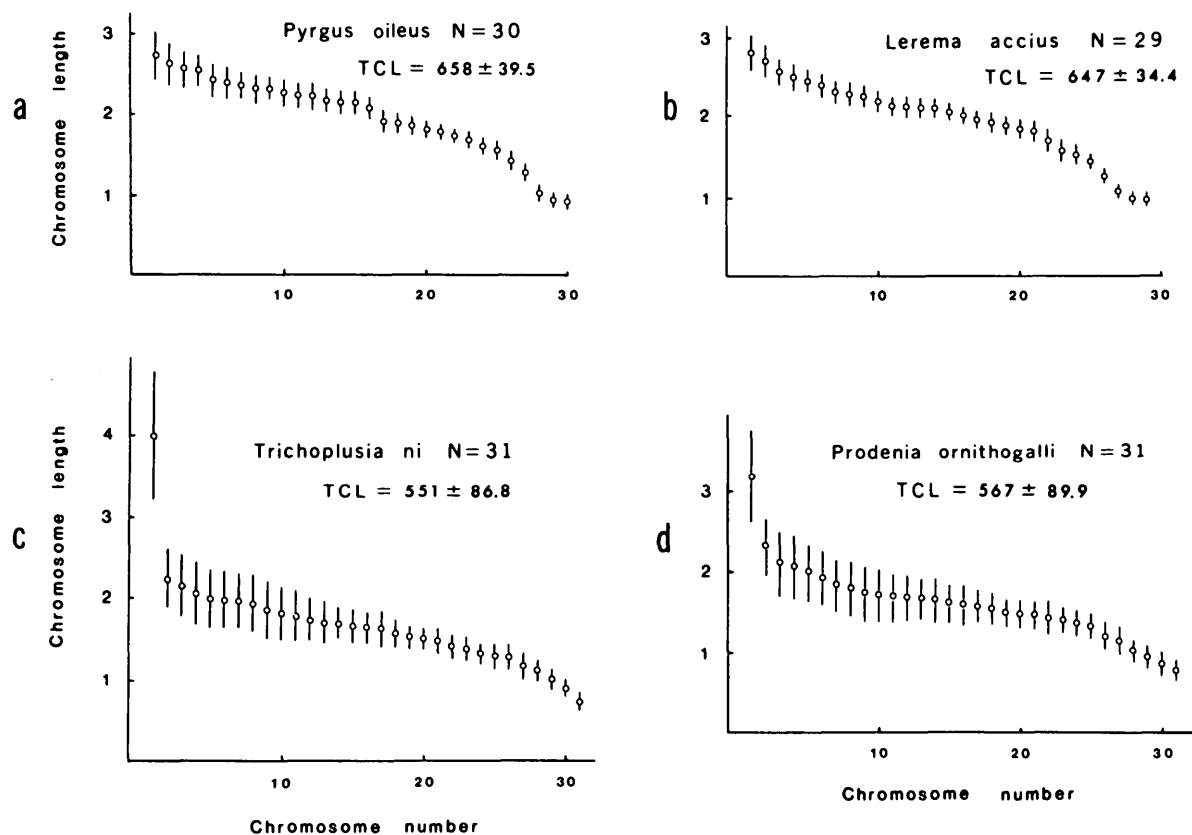 a
Chromosome length
3
2
1
Pyrgus oileus N = 30
TCL = 658 ± 39.5
10 20 30
b
3
2
1
Lerema accius N = 29
TCL = 647 ± 34.4
10 20 30
c
Chromosome length
4
3
2
1
Trichoplusia ni N = 31
TCL = 551 ± 86.8
10 20 30
Chromosome number
d
3
2
1
Prodenia ornithogalli N = 31
TCL = 567 ± 89.9
10 20 30
Chromosome number